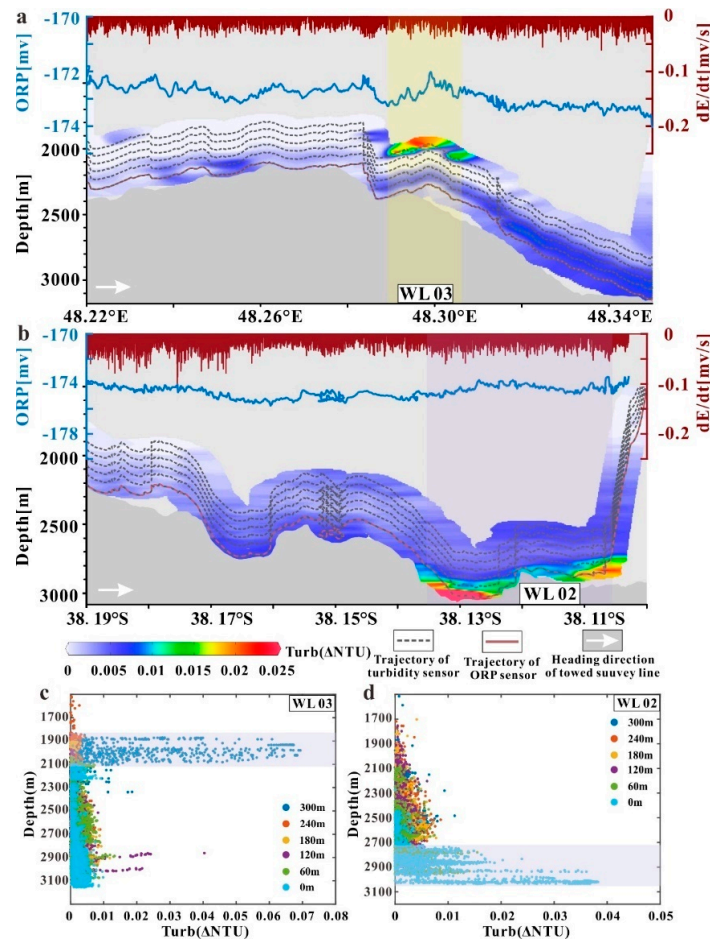 a
-170
-172
-174
ORP[mv]
0
-0.1
-0.2
dE/dt[mv/s]
2000
2500
3000
Depth[m]
WL 03
48.22°E 48.26°E 48.30°E 48.34°E
b
-170
-174
-178
ORP[mv]
0
-0.1
-0.2
dE/dt[mv/s]
2000
2500
3000
Depth[m]
WL 02
38.19°S 38.17°S 38.15°S 38.13°S 38.11°S
0 0.005 0.01 0.015 0.02 0.025
Turb(ΔNTU)
Trajectory of
turbidity sensor
Trajectory of
ORP sensor
Heading direction
of towed suuvey line
c
WL 03
1700
1900
2100
2300
2500
2700
2900
3100
Depth(m)
300m
240m
180m
120m
60m
0m
0 0.01 0.02 0.03 0.04 0.05 0.06 0.07 0.08
Turb(ΔNTU)
d
WL 02
1700
1900
2100
2300
2500
2700
2900
3100
Depth(m)
300m
240m
180m
120m
60m
0m
0 0.01 0.02 0.03 0.04 0.05
Turb(ΔNTU)